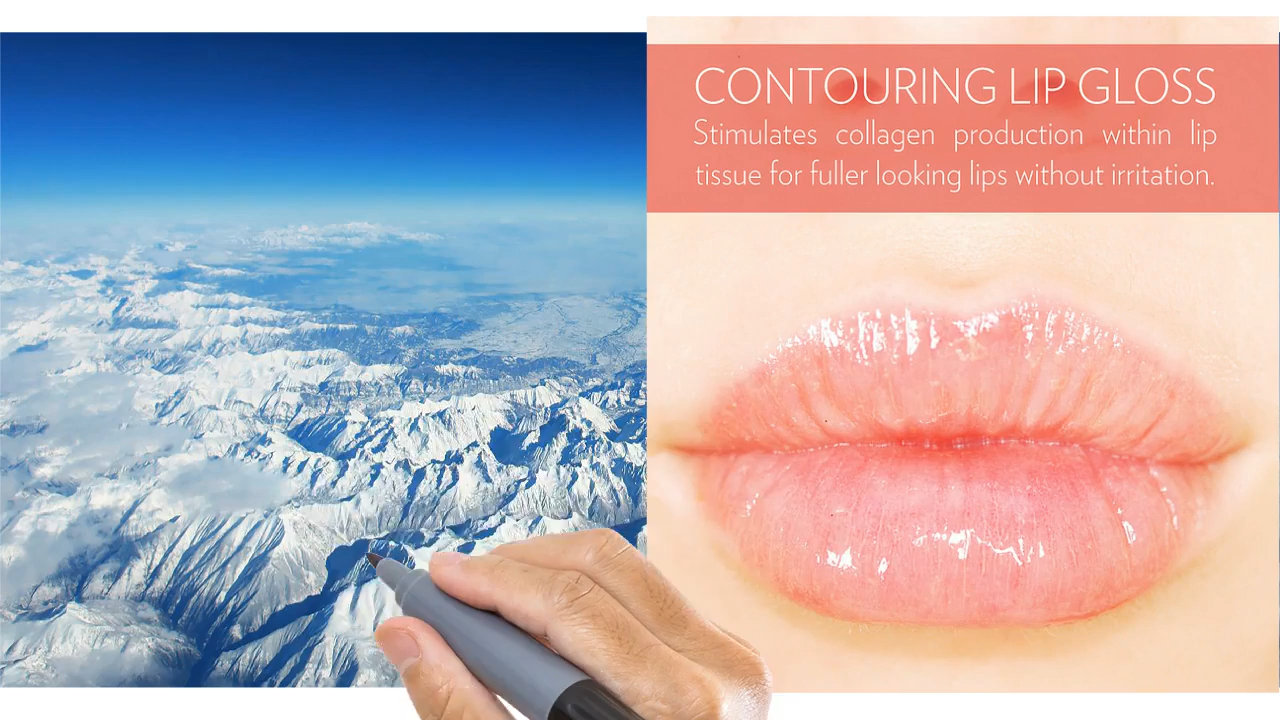 CONTOURING LIP GLOSS
Stimulates collagen production within lip
tissue for fuller looking lips without irritation.